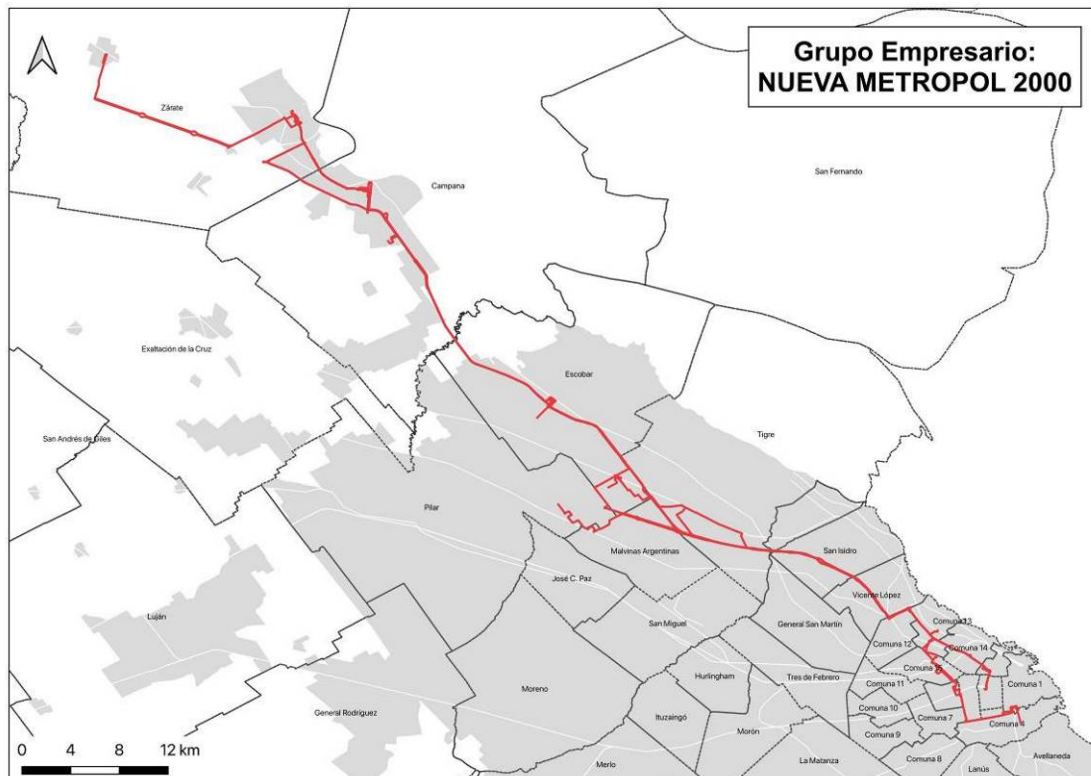 Grupo Empresario:
NUEVA METROPOL 2000
Zárate
San Fernando
Campana
Exaltación de la Cruz
Escobar
San Andrés de Giles
Tigre
Pilar
Malvinas Argentinas
San Isidro
José C. Paz
Vicente López
Luján
San Miguel
General San Martín
Comuna 13
Comuna 12
Comuna 14
Comuna 15
Hurlingham
Tres de Febrero
Comuna 11
Comuna 1
Moreno
General Rodríguez
Ituzaingó
Comuna 10
Comuna 7
Comuna 4
Morón
Comuna 9
Merlo
La Matanza
Comuna 8
Lanús
Avellaneda
0 4 8 12 km